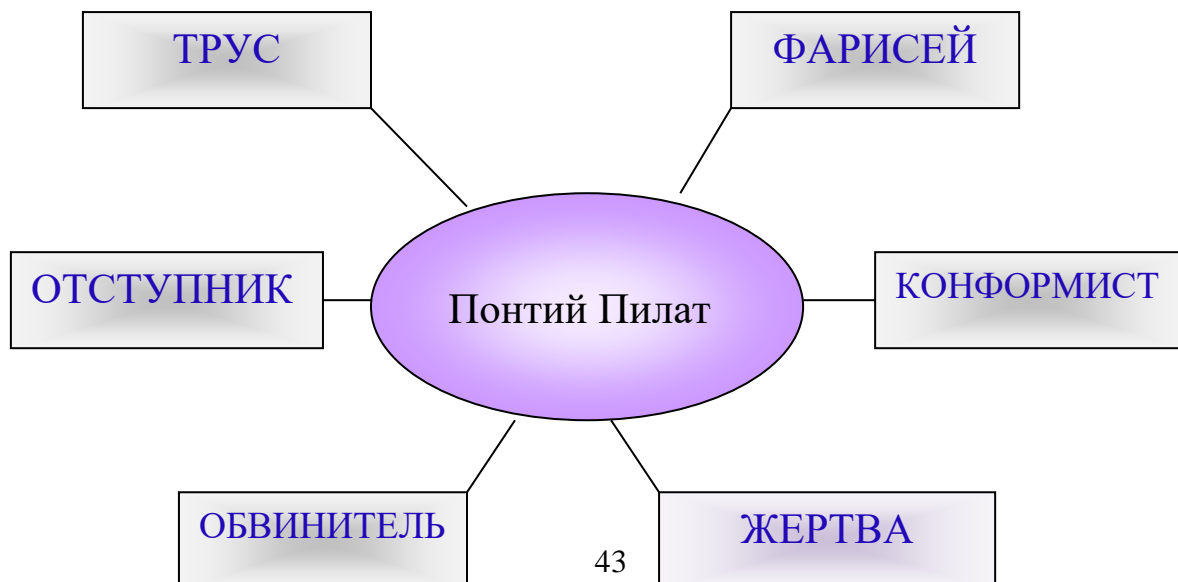 ТРУС
ФАРИСЕЙ
ОТСТУПНИК
Понтий Пилат
КОНФОРМИСТ
ОБВИНИТЕЛЬ
ЖЕРТВА
43